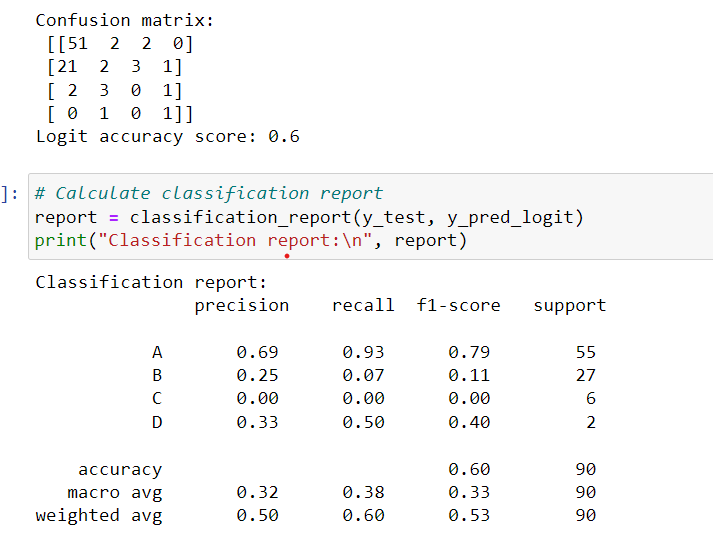 Confusion matrix:
[[51 2 2 0]
[21 2 3 1]
[ 2 3 0 1]
[ 0 1 0 1]]
Logit accuracy score: 0.6
]: # Calculate classification report
report = classification_report(y_test, y_pred_logit)
print("Classification report:\n", report)
Classification report:
precision recall f1-score support
A 0.69 0.93 0.79 55
B 0.25 0.07 0.11 27
C 0.00 0.00 0.00 6
D 0.33 0.50 0.40 2
accuracy 0.60 90
macro avg 0.32 0.38 0.33 90
weighted avg 0.50 0.60 0.53 90